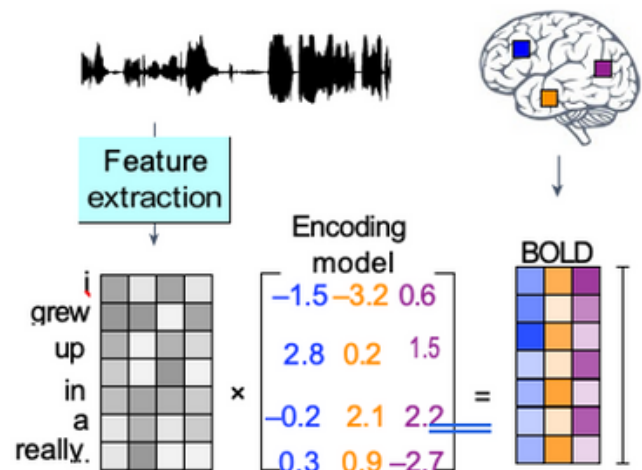 Feature
extraction
Encoding
model
BOLD
i
grew
up
in
a
really.
×
=
–1.5 –3.2 0.6
2.8 0.2 1.5
–0.2 2.1 2.2
0.3 0.9 –2.7